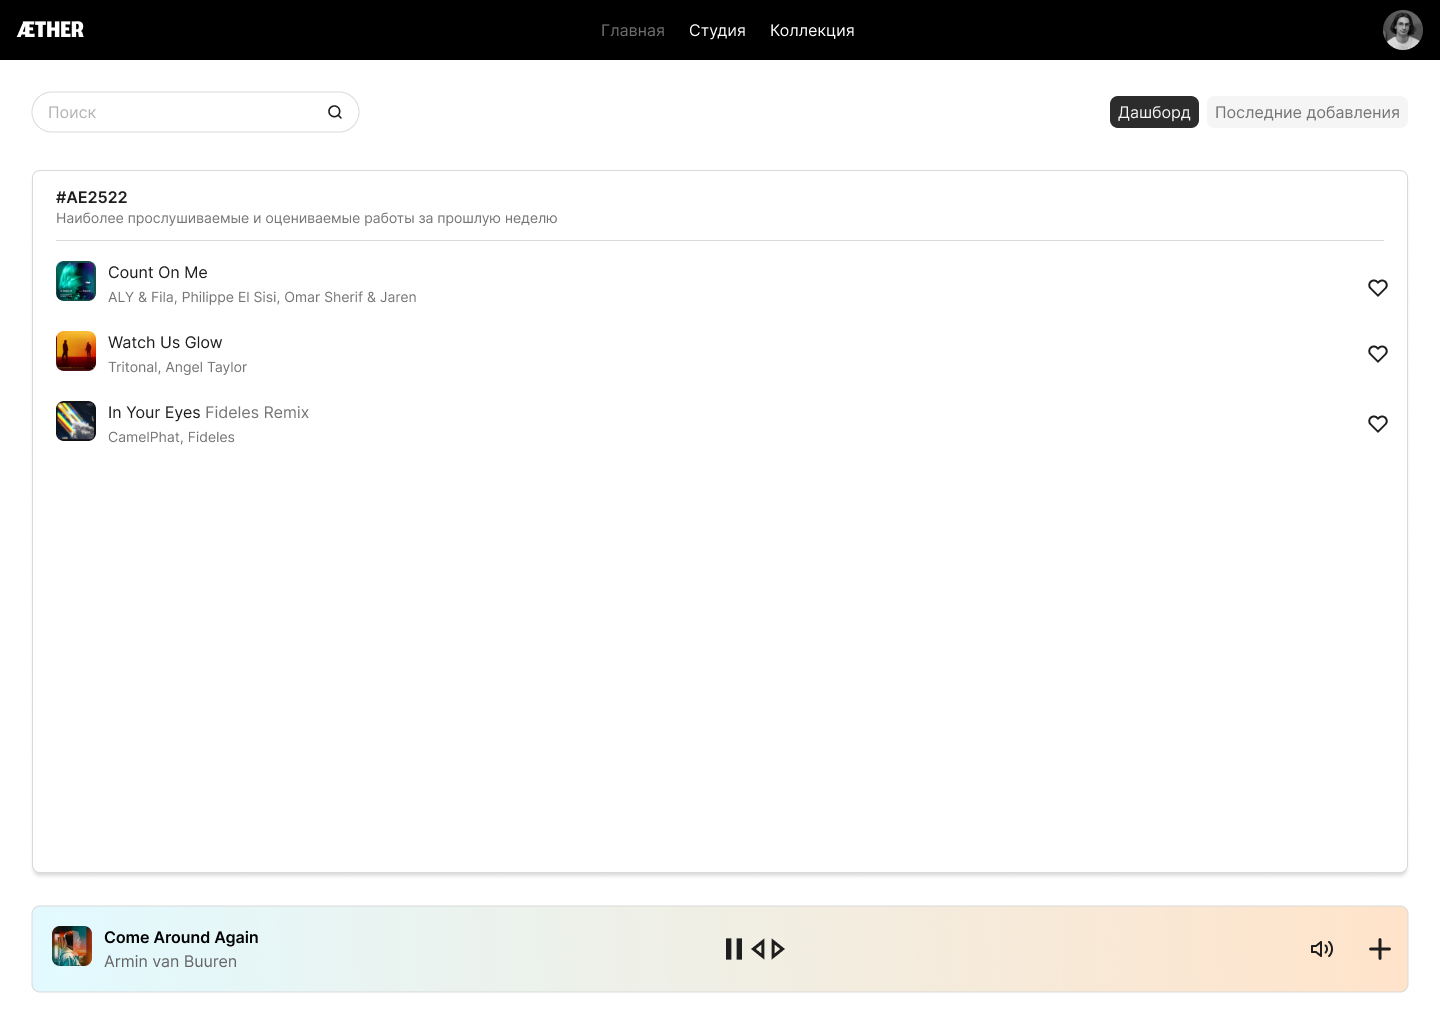 ÆTHER
Главная Студия Коллекция
Поиск
Дашборд Последние добавления
#AE2522
Наиболее прослушиваемые и оцениваемые работы за прошлую неделю
Count On Me
ALY & Fila, Philippe El Sisi, Omar Sherif & Jaren
Watch Us Glow
Tritonal, Angel Taylor
In Your Eyes Fideles Remix
CamelPhat, Fideles
Come Around Again
Armin van Buuren